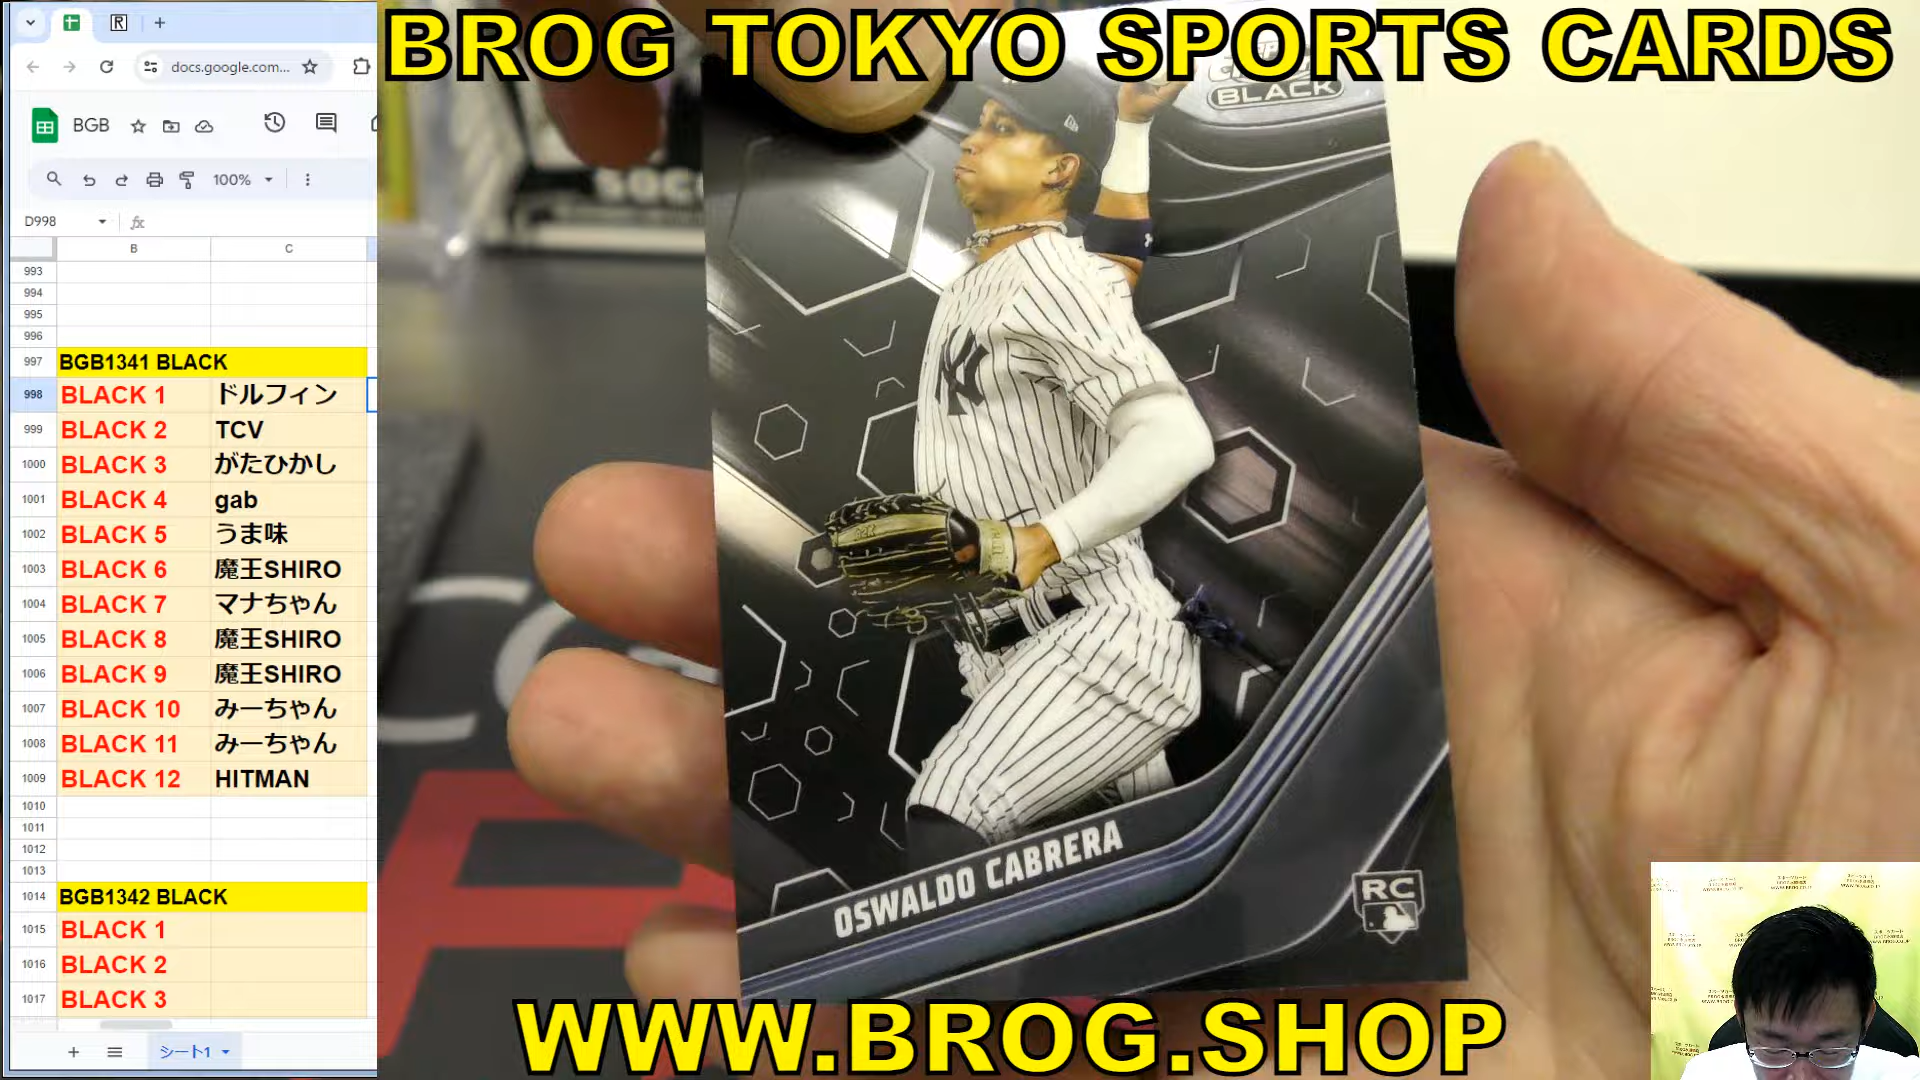 BROG TOKYO SPORTS CARDS
docs.google.com...
BGB
100%
D998
fx
B C
993
994
995
996
997 BGB1341 BLACK
998 BLACK 1 ドルフィン
999 BLACK 2 TCV
1000 BLACK 3 がたひかし
1001 BLACK 4 gab
1002 BLACK 5 うま味
1003 BLACK 6 魔王SHIRO
1004 BLACK 7 マナちゃん
1005 BLACK 8 魔王SHIRO
1006 BLACK 9 魔王SHIRO
1007 BLACK 10 みーちゃん
1008 BLACK 11 みーちゃん
1009 BLACK 12 HITMAN
1010
1011
1012
1013
1014 BGB1342 BLACK
1015 BLACK 1
1016 BLACK 2
1017 BLACK 3
シート1
BLACK
NY
OSWALDO CABRERA
RC
WWW.BROG.SHOP